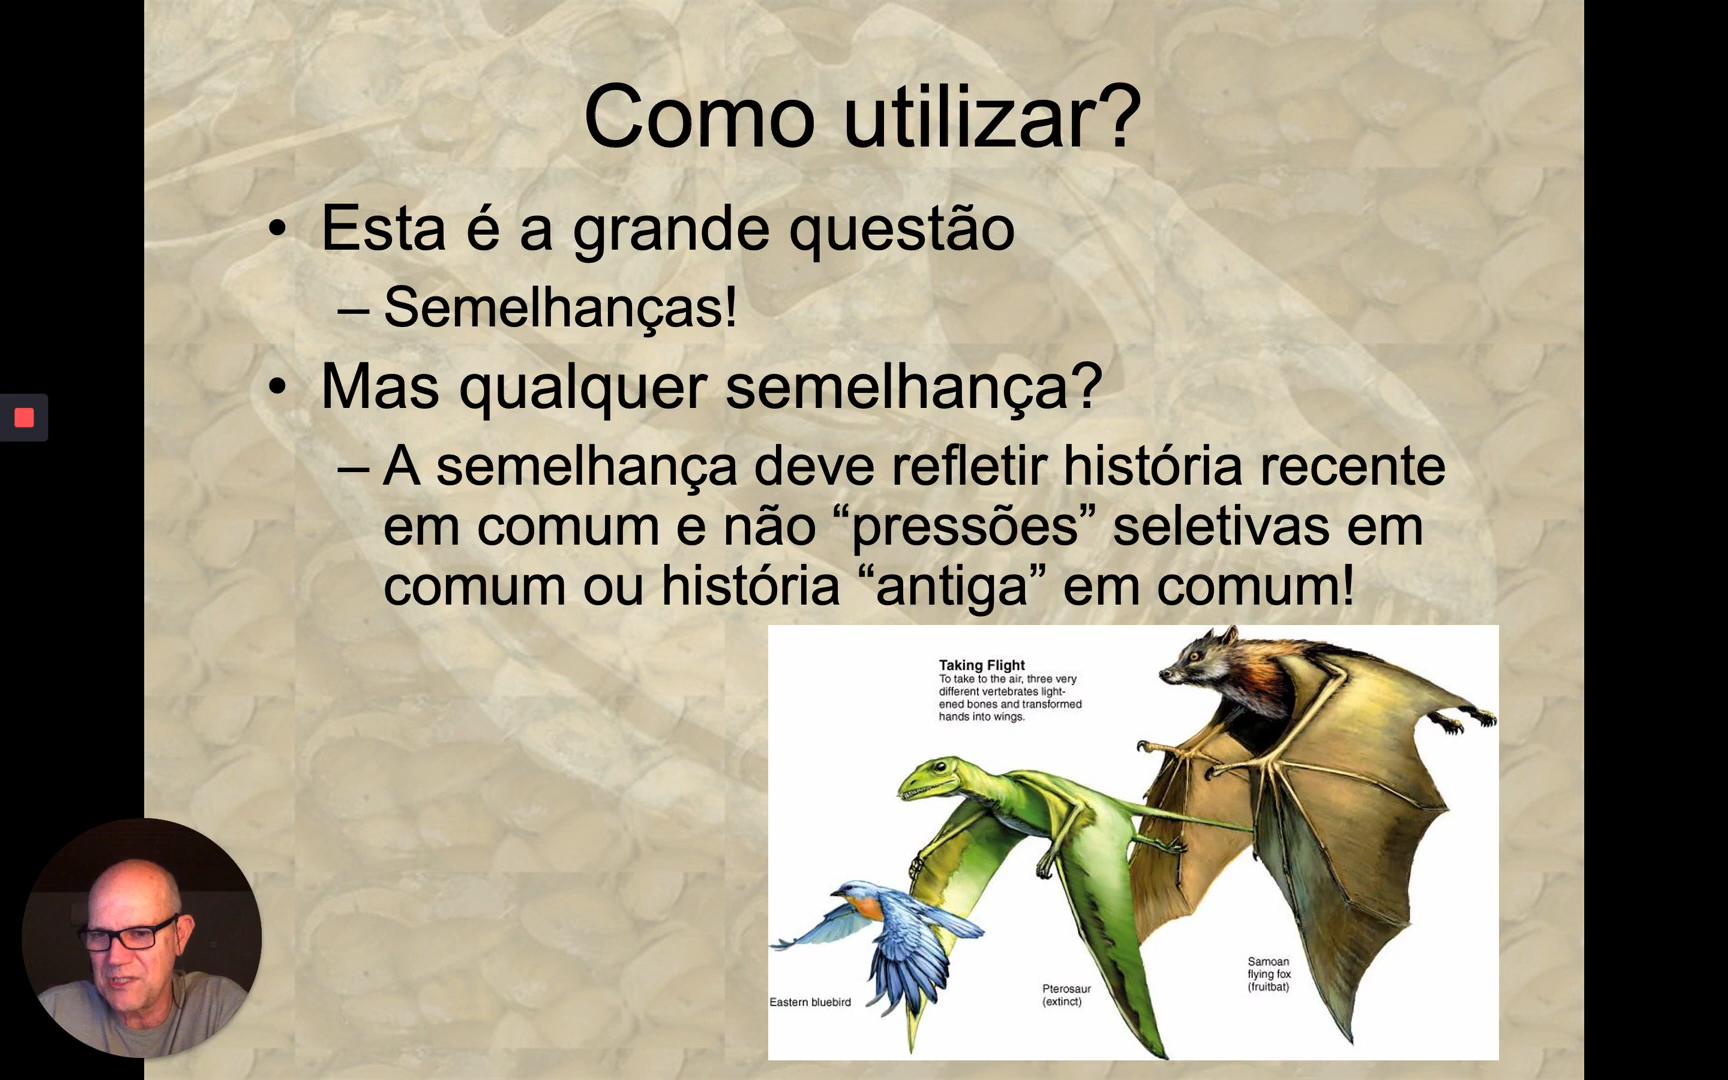 Como utilizar?
• Esta é a grande questão
– Semelhanças!
• Mas qualquer semelhança?
– A semelhança deve refletir história recente
em comum e não “pressões” seletivas em
comum ou história “antiga” em comum!
Taking Flight
To take to the air, three very
different vertebrates light-
ened bones and transformed
hands into wings.
Eastern bluebird
Pterosaur
(extinct)
Samoan
flying fox
(fruitbat)